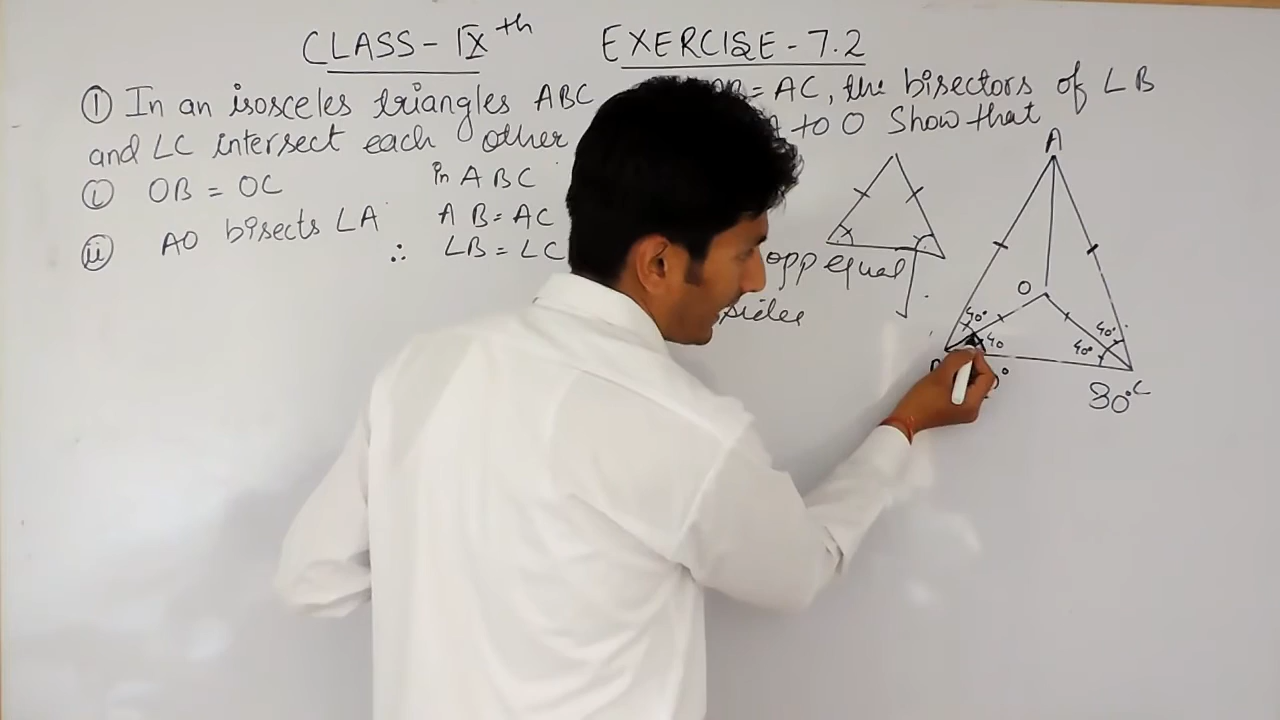 CLASS-IXth EXERCISE-7.2
① In an isosceles triangles ABC = AC, the bisectors of ∠B
and ∠C intersect each other to O Show that
i OB = OC
ii AO bisects ∠A
in ABC
AB = AC
∴ ∠B = ∠C
opp equal
sides
A
O
40° 40
40° 40°
80° C